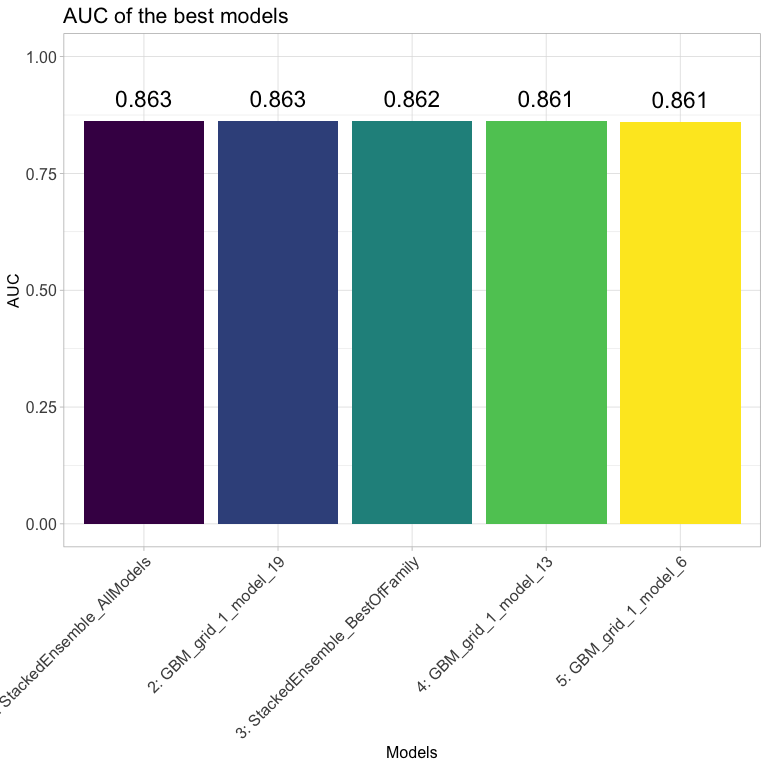 AUC of the best models
1.00
0.75
0.50
0.25
0.00
AUC
0.863
0.863
0.862
0.861
0.861
: StackedEnsemble_AllModels
2: GBM_grid_1_model_19
3: StackedEnsemble_BestOfFamily
4: GBM_grid_1_model_13
5: GBM_grid_1_model_6
Models